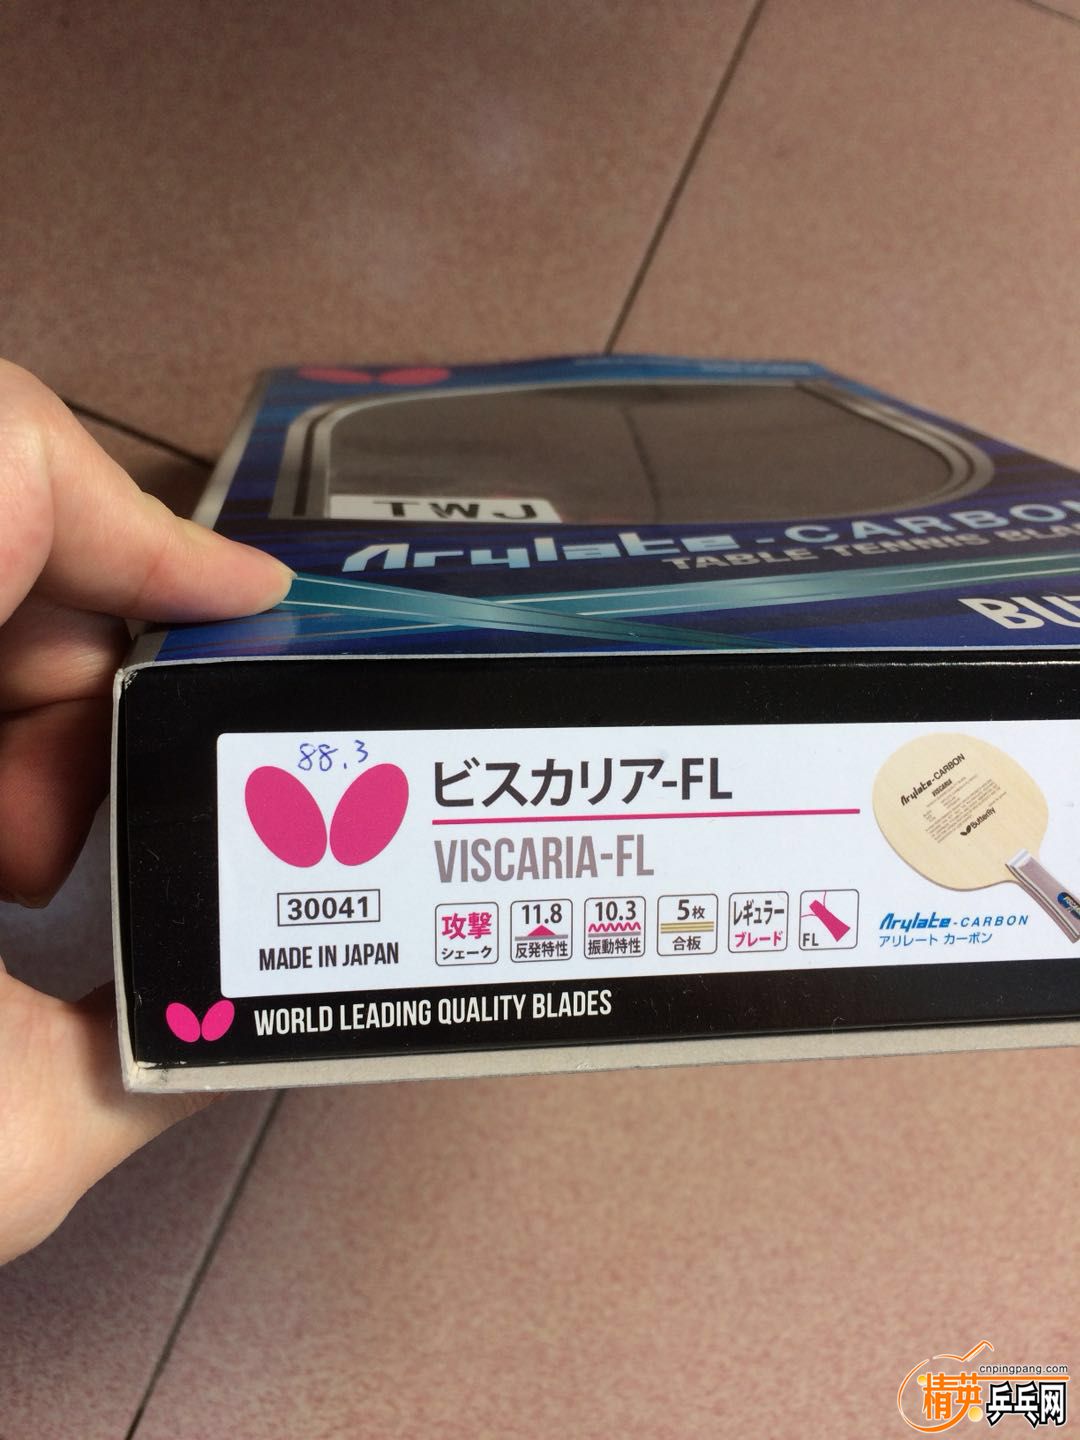 TWJ
Arylate-CARBON
TABLE TENNIS
88.3
ビスカリア-FL
VISCARIA-FL
30041
MADE IN JAPAN
攻撃
シェーク
11.8
反発特性
10.3
振動特性
5枚
合板
レギュラー
ブレード
FL
Arylate-CARBON
VISCARIA
Butterfly
Arylate-CARBON
アリレート カーボン
WORLD LEADING QUALITY BLADES
cnpingpang.com
精英乒乓网